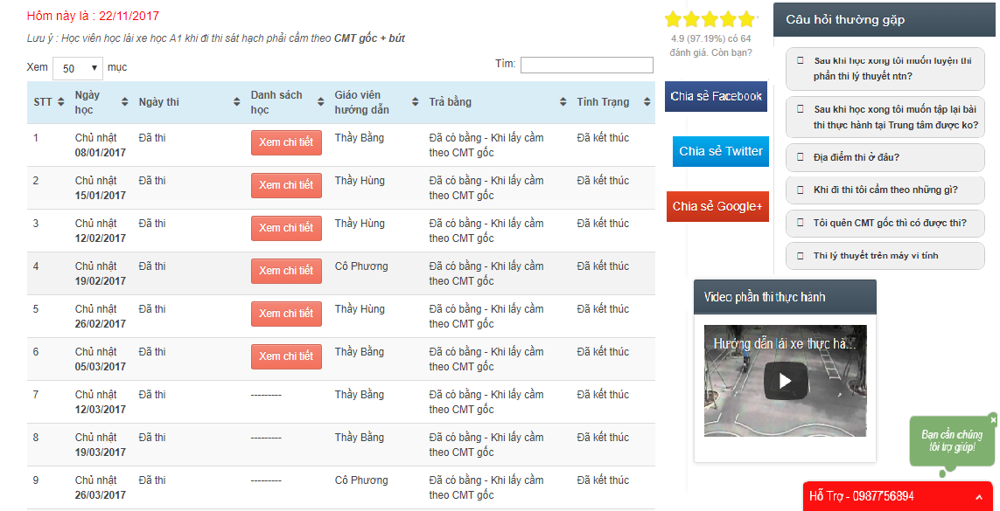 Hôm này là : 22/11/2017
Lưu ý : Học viên học lái xe học A1 khi đi thi sát hạch phải cầm theo CMT gốc + bút
Xem 50 mục
Tìm:
STT Ngày học Ngày thi Danh sách học Giáo viên hướng dẫn Trả bằng Tình Trạng
1 Chủ nhật Đã thi Xem chi tiết Thầy Bằng Đã có bằng - Khi lấy cầm Đã kết thúc
08/01/2017 theo CMT gốc
2 Chủ nhật Đã thi Xem chi tiết Thầy Hùng Đã có bằng - Khi lấy cầm Đã kết thúc
15/01/2017 theo CMT gốc
3 Chủ nhật Đã thi Xem chi tiết Thầy Hùng Đã có bằng - Khi lấy cầm Đã kết thúc
12/02/2017 theo CMT gốc
4 Chủ nhật Đã thi Xem chi tiết Cô Phương Đã có bằng - Khi lấy cầm Đã kết thúc
19/02/2017 theo CMT gốc
5 Chủ nhật Đã thi Xem chi tiết Thầy Hùng Đã có bằng - Khi lấy cầm Đã kết thúc
26/02/2017 theo CMT gốc
6 Chủ nhật Đã thi Xem chi tiết Thầy Bằng Đã có bằng - Khi lấy cầm Đã kết thúc
05/03/2017 theo CMT gốc
7 Chủ nhật Đã thi --------- Thầy Bằng Đã có bằng - Khi lấy cầm Đã kết thúc
12/03/2017 theo CMT gốc
8 Chủ nhật Đã thi --------- Thầy Bằng Đã có bằng - Khi lấy cầm Đã kết thúc
19/03/2017 theo CMT gốc
9 Chủ nhật Đã thi --------- Cô Phương Đã có bằng - Khi lấy cầm Đã kết thúc
26/03/2017 theo CMT gốc
4.9 (97.19%) có 64
đánh giá. Còn bạn?
Chia sẻ Facebook
Chia sẻ Twitter
Chia sẻ Google+
Câu hỏi thường gặp
Sau khi học xong tôi muốn luyện thi
phần thi lý thuyết ntn?
Sau khi học xong tôi muốn tập lại bài
thi thực hành tại Trung tâm được ko?
Địa điểm thi ở đâu?
Khi đi thi tôi cầm theo những gì?
Tôi quên CMT gốc thì có được thi?
Thi lý thuyết trên máy vi tính
Video phần thi thực hành
Hướng dẫn lái xe thực hà...
Bạn cần chúng
tôi trợ giúp!
Hỗ Trợ - 0987756894